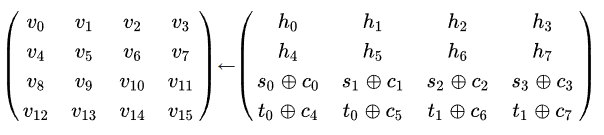 v₀ v₁ v₂ v₃ h₀ h₁ h₂ h₃
v₄ v₅ v₆ v₇ h₄ h₅ h₆ h₇
v₈ v₉ v₁₀ v₁₁ ← s₀ ⊕ c₀ s₁ ⊕ c₁ s₂ ⊕ c₂ s₃ ⊕ c₃
v₁₂ v₁₃ v₁₄ v₁₅ t₀ ⊕ c₄ t₀ ⊕ c₅ t₁ ⊕ c₆ t₁ ⊕ c₇